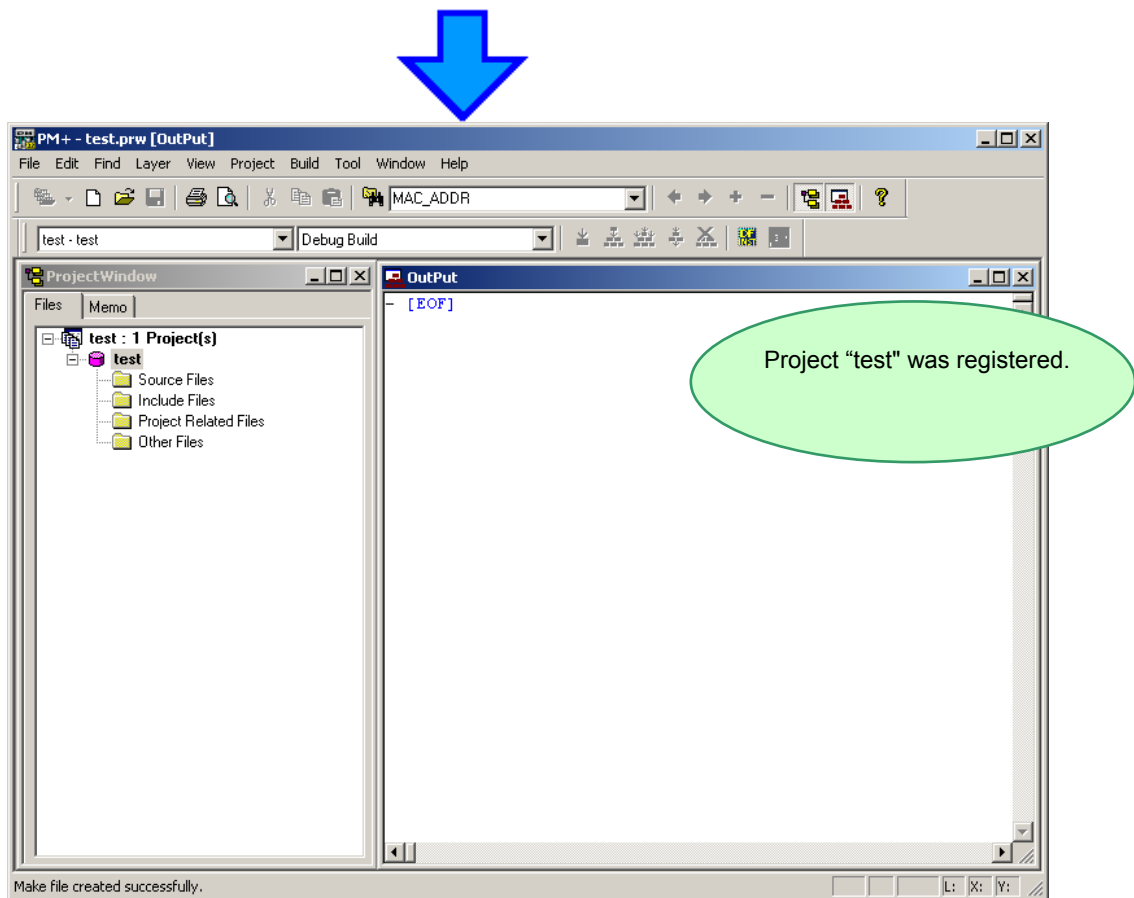 PM+ - test.prw [OutPut]
File Edit Find Layer View Project Build Tool Window Help
MAC_ADDR
test - test
Debug Build
ProjectWindow
OutPut
Files Memo
[EOF]
test : 1 Project(s)
test
Source Files
Include Files
Project Related Files
Other Files
Project “test" was registered.
Make file created successfully.
L: X: Y: